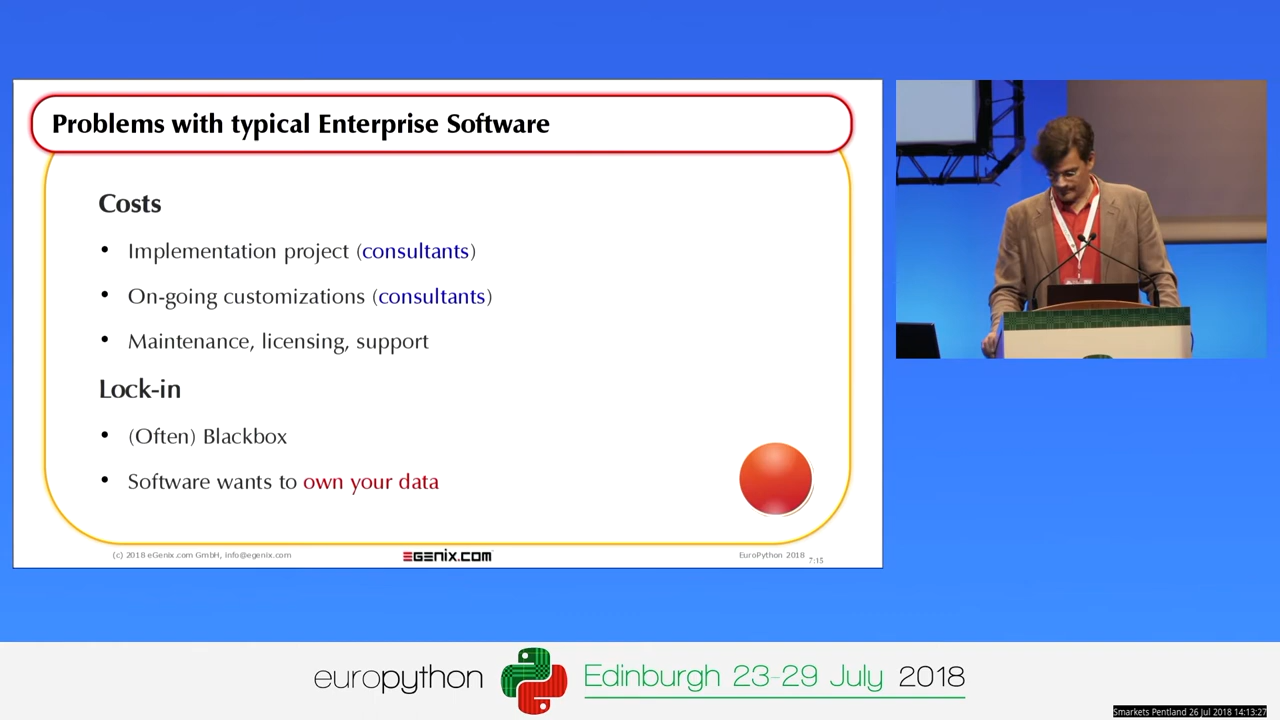 Problems with typical Enterprise Software
Costs
• Implementation project (consultants)
• On-going customizations (consultants)
• Maintenance, licensing, support
Lock-in
• (Often) Blackbox
• Software wants to own your data
(c) 2018 eGenix.com GmbH, info@egenix.com
EGENIX.COM
EuroPython 2018
7:15
europython
Edinburgh 23-29 July 2018
Smarkets Pentland 26 Jul 2018 14:13:27